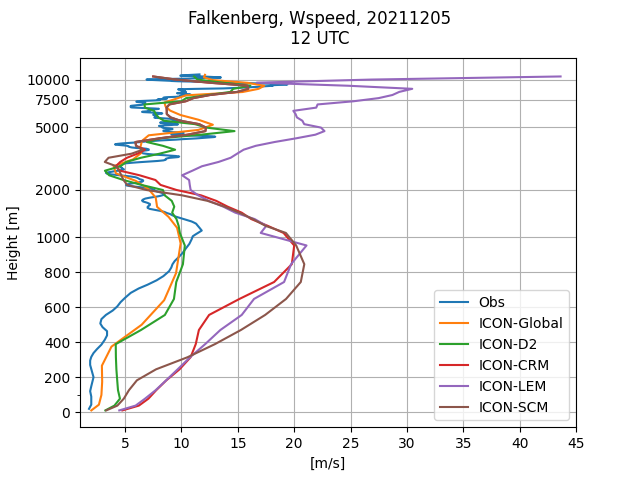 Falkenberg, Wspeed, 20211205
12 UTC
Height [m]
10000
7500
5000
2000
1000
800
600
400
200
0
5
10
15
20
25
30
35
40
45
[m/s]
Obs
ICON-Global
ICON-D2
ICON-CRM
ICON-LEM
ICON-SCM